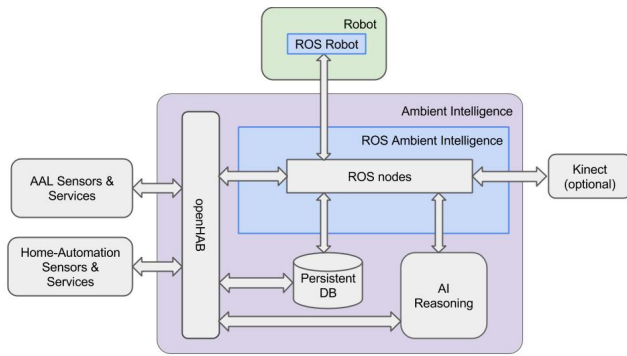 Robot
ROS Robot
Ambient Intelligence
ROS Ambient Intelligence
ROS nodes
Kinect
(optional)
AAL Sensors &
Services
openHAB
Home-Automation
Sensors &
Services
Persistent
DB
AI
Reasoning